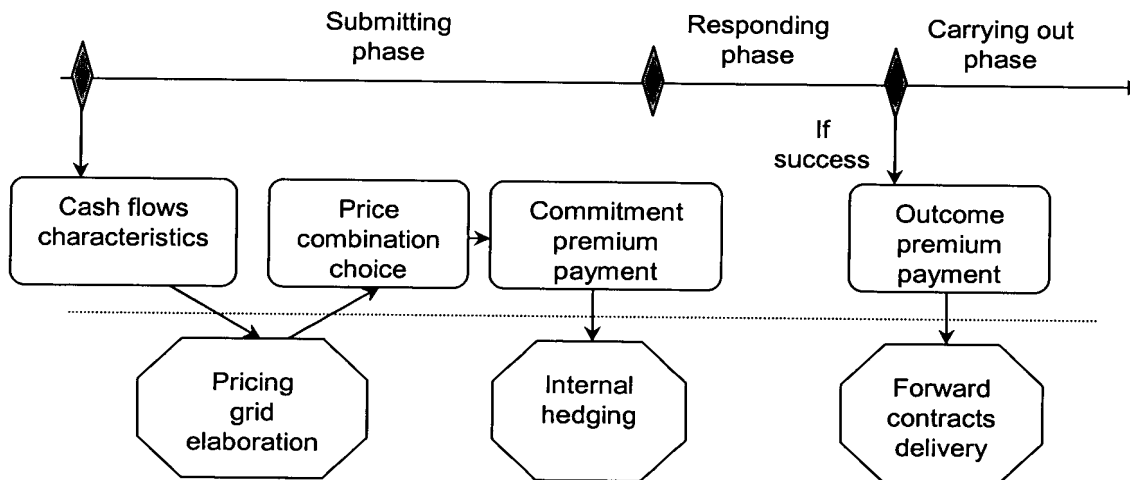 Submitting
phase
Responding
phase
Carrying out
phase
If
success
Cash flows
characteristics
Price
combination
choice
Commitment
premium
payment
Outcome
premium
payment
Pricing
grid
elaboration
Internal
hedging
Forward
contracts
delivery